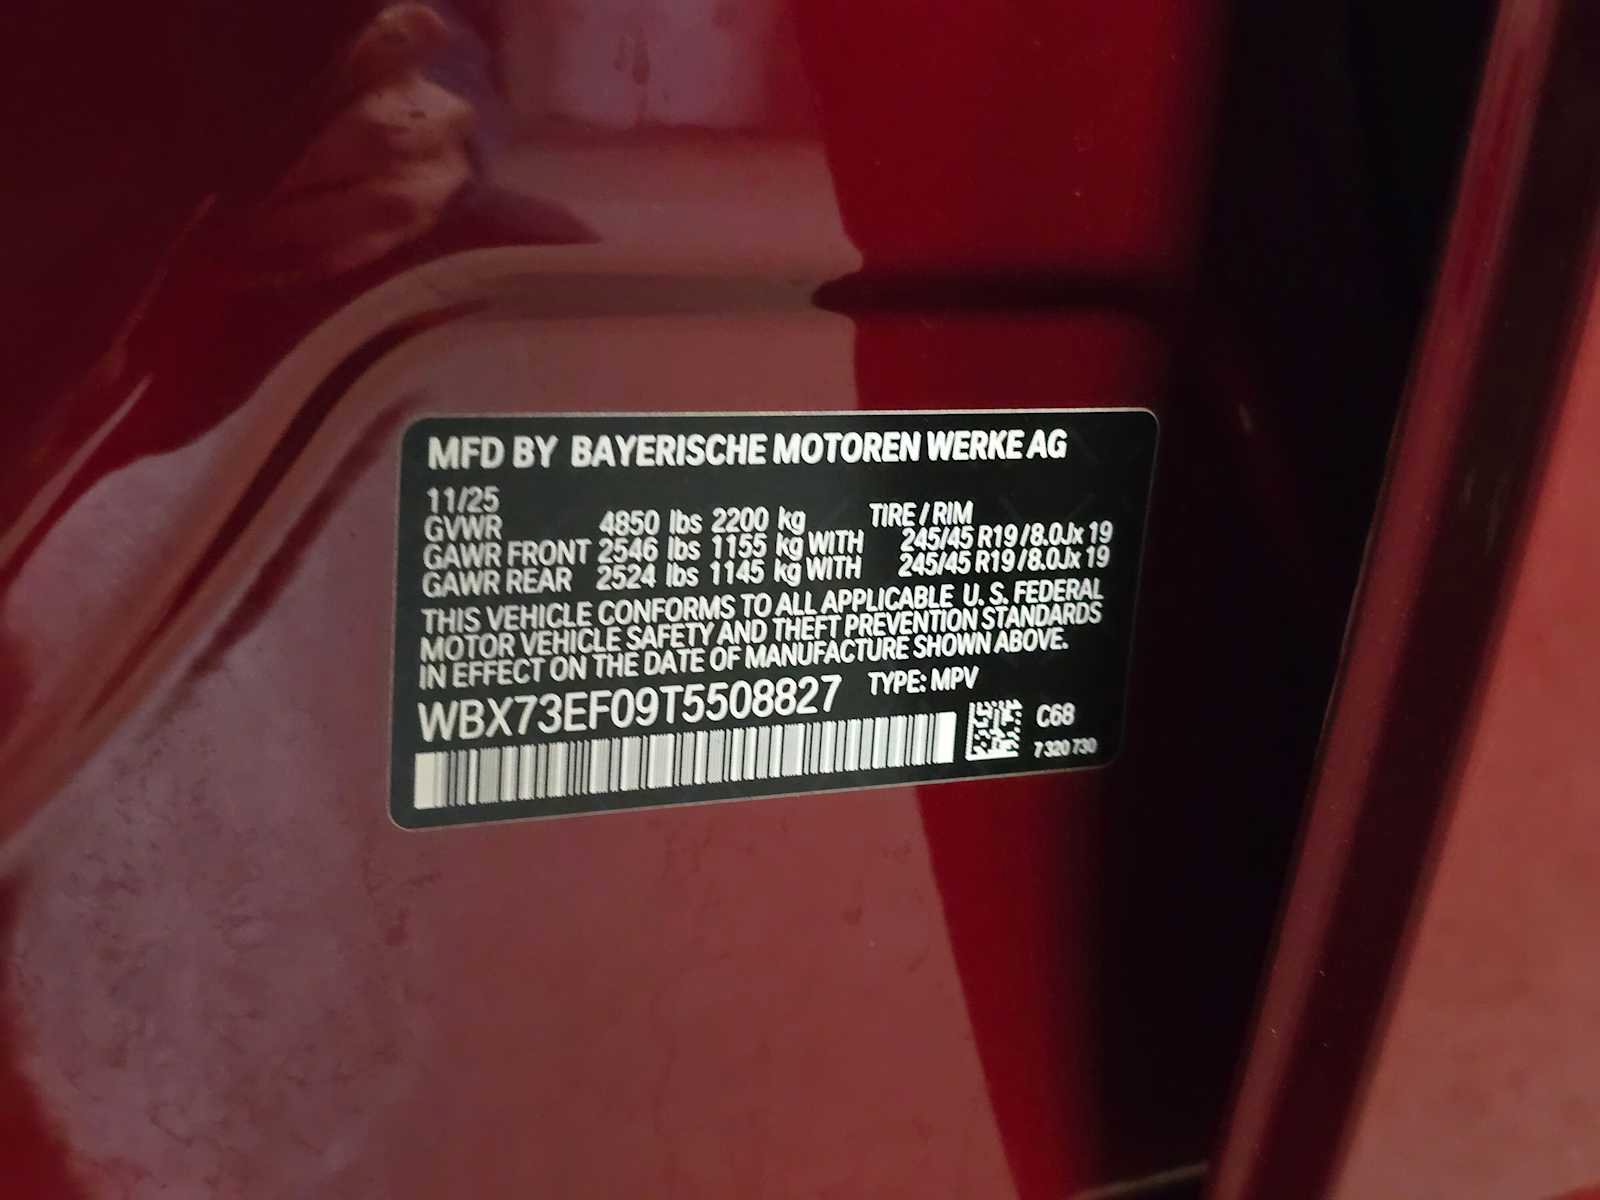 MFD BY BAYERISCHE MOTOREN WERKE AG
11/25
GVWR 4850 lbs 2200 kg TIRE / RIM
GAWR FRONT 2546 lbs 1155 kg WITH 245/45 R19 / 8.0Jx 19
GAWR REAR 2524 lbs 1145 kg WITH 245/45 R19 / 8.0Jx 19
THIS VEHICLE CONFORMS TO ALL APPLICABLE U. S. FEDERAL
MOTOR VEHICLE SAFETY AND THEFT PREVENTION STANDARDS
IN EFFECT ON THE DATE OF MANUFACTURE SHOWN ABOVE.
WBX73EF09T5508827 TYPE: MPV
C68
7 320 730